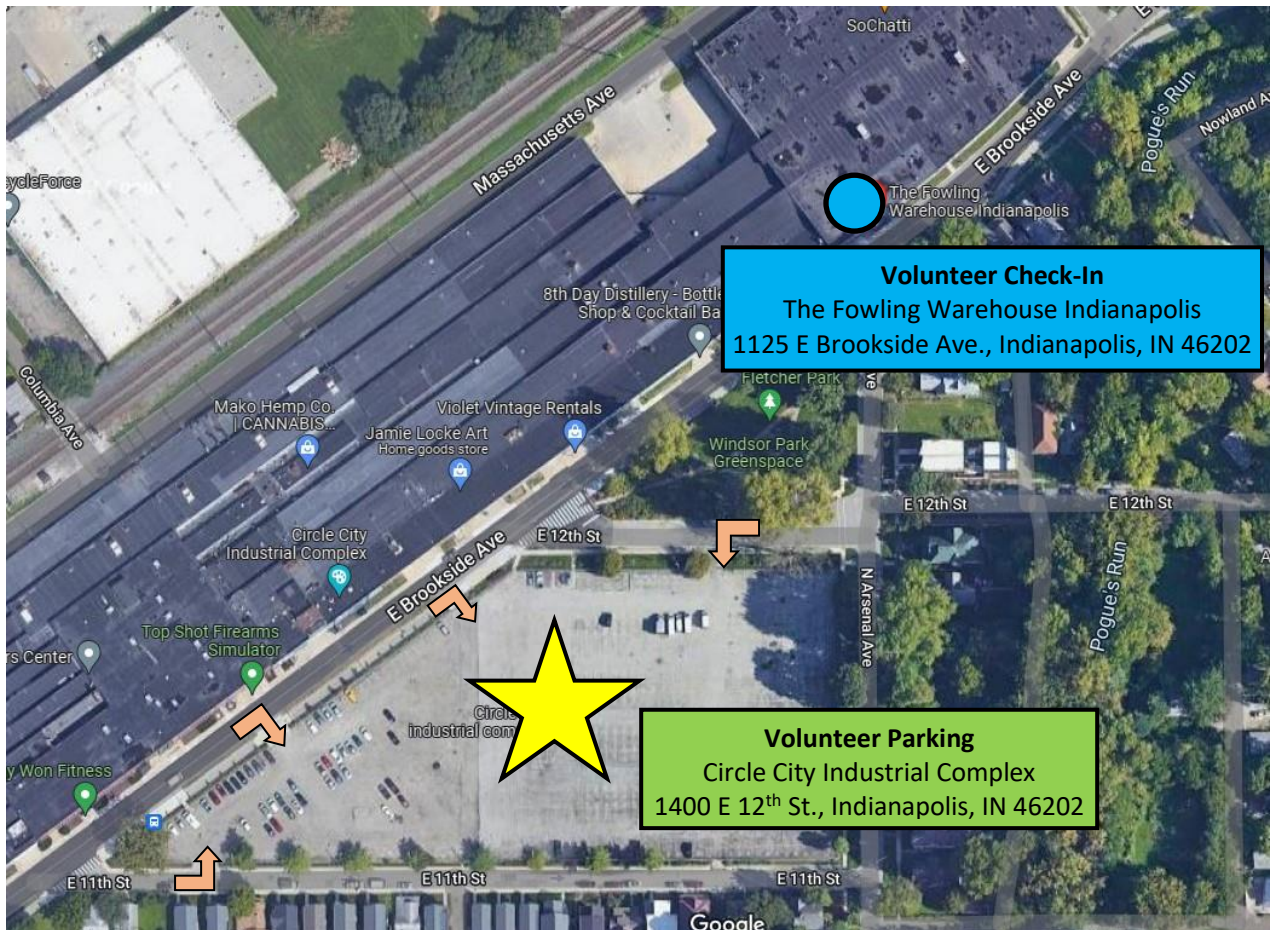 SoChatti
E Brookside Ave
Nowland Av
Pogue's Run
Massachusetts Ave
ycleForce
The Fowling
Warehouse Indianapolis
Volunteer Check-In
The Fowling Warehouse Indianapolis
1125 E Brookside Ave., Indianapolis, IN 46202
8th Day Distillery - Bottle
Shop & Cocktail Ba
Fletcher Park
Ave
Columbia Ave
Mako Hemp Co.
| CANNABIS...
Violet Vintage Rentals
Jamie Locke Art
Home goods store
Windsor Park
Greenspace
E 12th St
E 12th St
E 12th St
Circle City
Industrial Complex
E Brookside Ave
N Arsenal Ave
Pogue's Run
A
Top Shot Firearms
Simulator
rs Center
Circle
industrial com
Volunteer Parking
Circle City Industrial Complex
1400 E 12th St., Indianapolis, IN 46202
y Won Fitness
E 11th St
E 11th St
E 11th St
Google